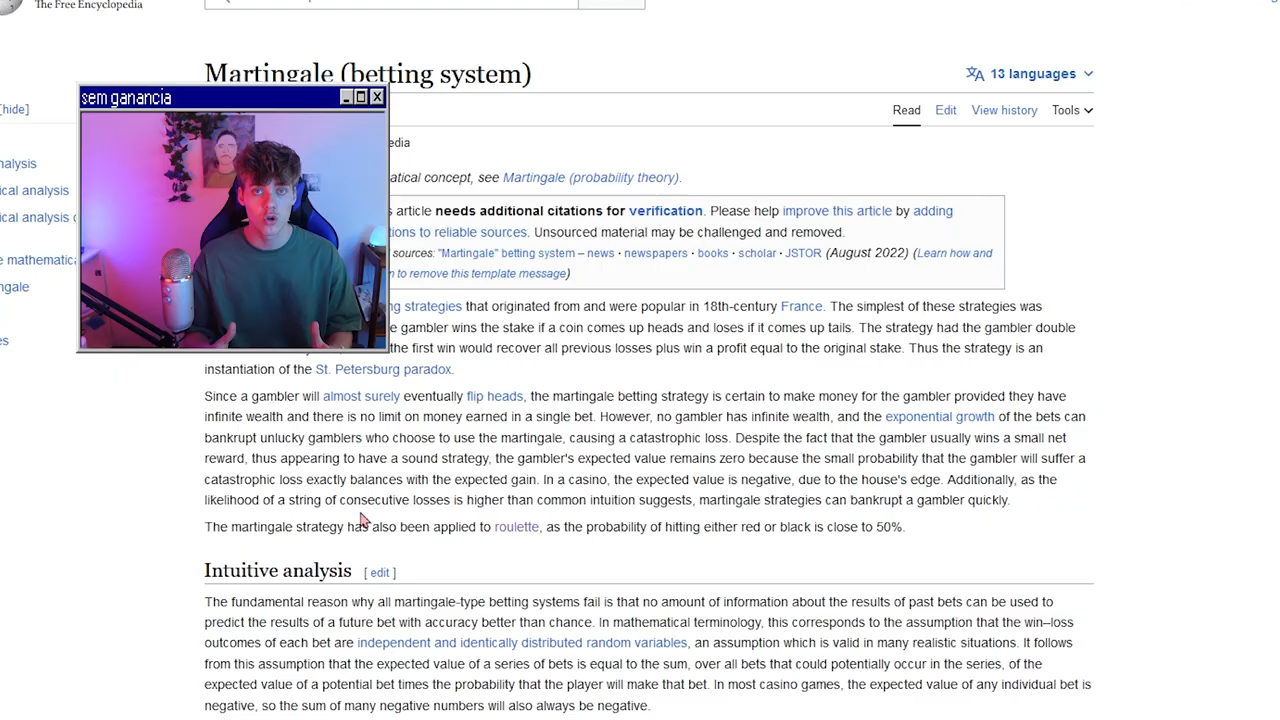 The Free Encyclopedia
Martingale (betting system)
13 languages
sem ganancia
[hide]
Read Edit View history Tools
edia
nalysis
atical concept, see Martingale (probability theory).
ical analysis
s article needs additional citations for verification. Please help improve this article by adding
cal analysis o
ions to reliable sources. Unsourced material may be challenged and removed.
sources: "Martingale" betting system – news · newspapers · books · scholar · JSTOR (August 2022) (Learn how and
e mathematica
n to remove this template message)
ngale
ng strategies that originated from and were popular in 18th-century France. The simplest of these strategies was
e gambler wins the stake if a coin comes up heads and loses if it comes up tails. The strategy had the gambler double
es
the first win would recover all previous losses plus win a profit equal to the original stake. Thus the strategy is an
instantiation of the St. Petersburg paradox.
Since a gambler will almost surely eventually flip heads, the martingale betting strategy is certain to make money for the gambler provided they have
infinite wealth and there is no limit on money earned in a single bet. However, no gambler has infinite wealth, and the exponential growth of the bets can
bankrupt unlucky gamblers who choose to use the martingale, causing a catastrophic loss. Despite the fact that the gambler usually wins a small net
reward, thus appearing to have a sound strategy, the gambler's expected value remains zero because the small probability that the gambler will suffer a
catastrophic loss exactly balances with the expected gain. In a casino, the expected value is negative, due to the house's edge. Additionally, as the
likelihood of a string of consecutive losses is higher than common intuition suggests, martingale strategies can bankrupt a gambler quickly.
The martingale strategy has also been applied to roulette, as the probability of hitting either red or black is close to 50%.
Intuitive analysis [ edit ]
The fundamental reason why all martingale-type betting systems fail is that no amount of information about the results of past bets can be used to
predict the results of a future bet with accuracy better than chance. In mathematical terminology, this corresponds to the assumption that the win–loss
outcomes of each bet are independent and identically distributed random variables, an assumption which is valid in many realistic situations. It follows
from this assumption that the expected value of a series of bets is equal to the sum, over all bets that could potentially occur in the series, of the
expected value of a potential bet times the probability that the player will make that bet. In most casino games, the expected value of any individual bet is
negative, so the sum of many negative numbers will also always be negative.